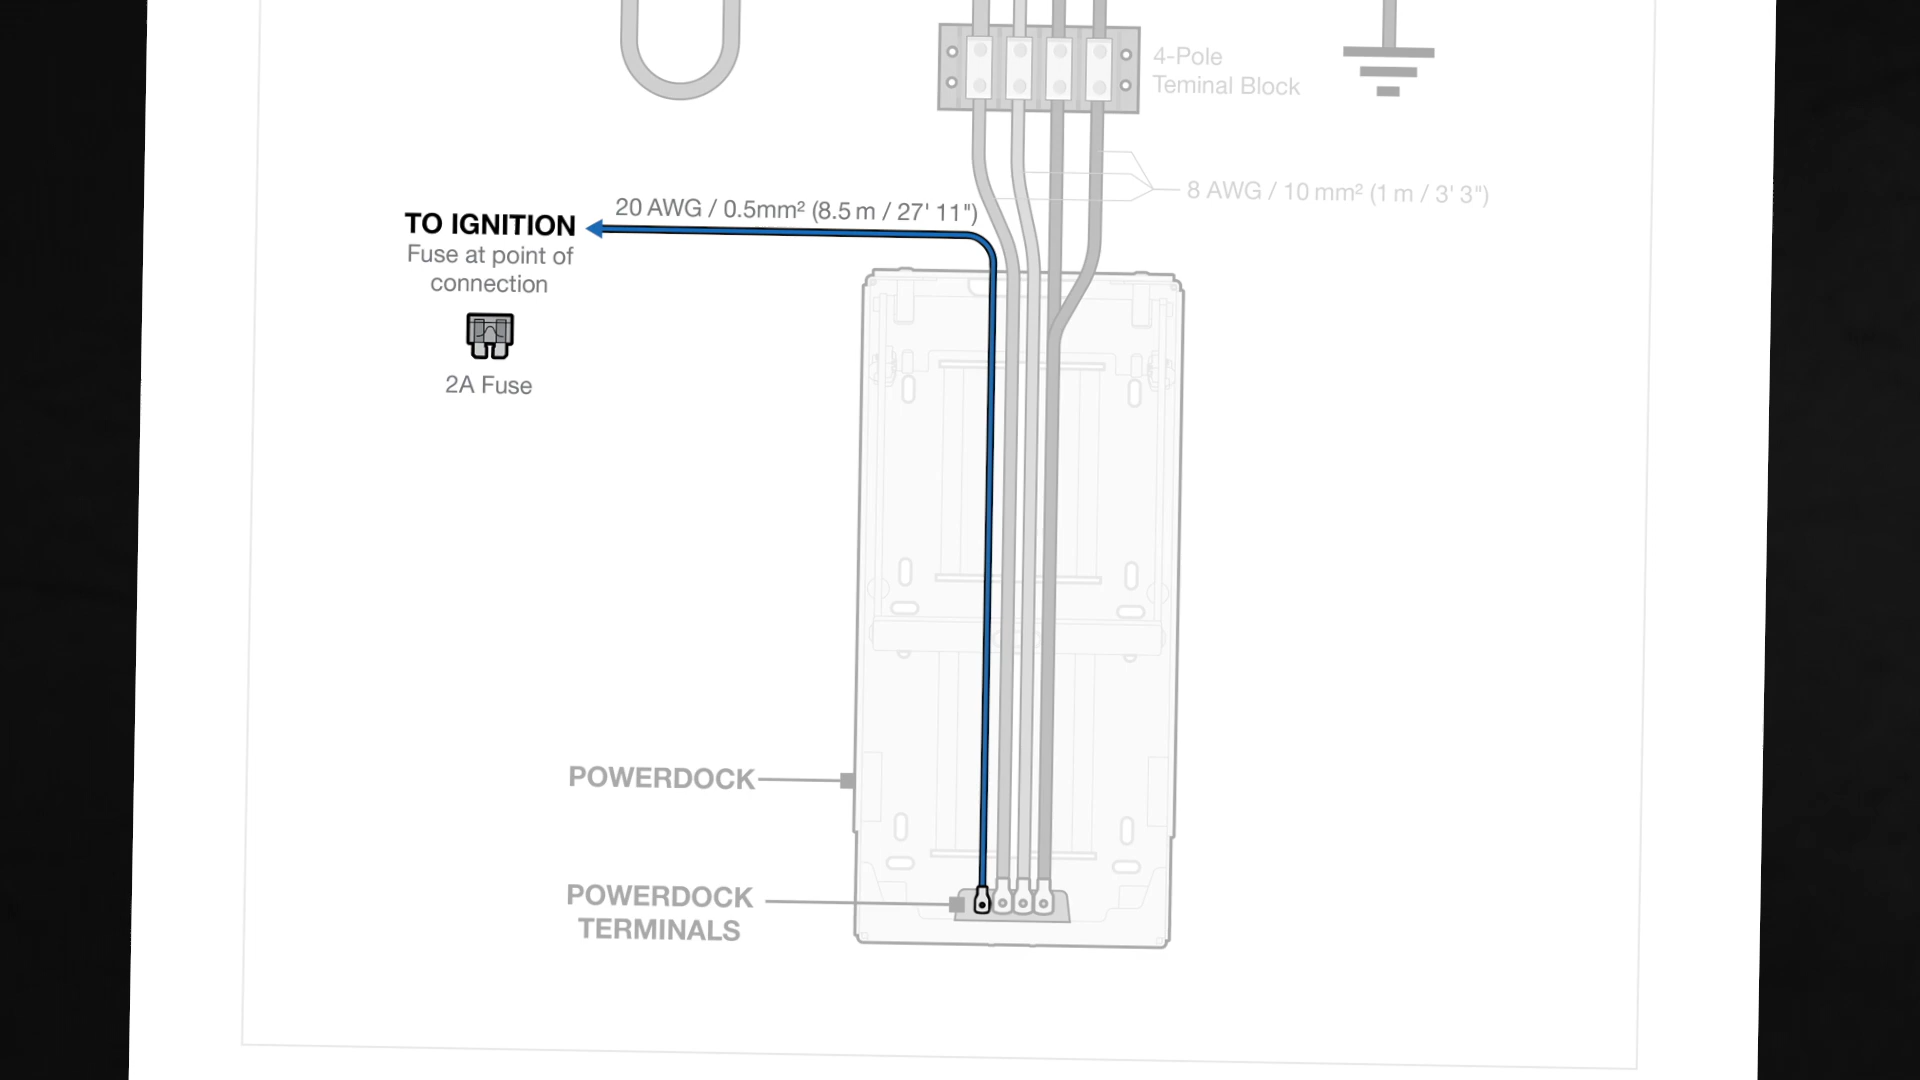 4-Pole
Teminal Block
8 AWG / 10 mm² (1 m / 3' 3")
20 AWG / 0.5mm² (8.5 m / 27' 11")
TO IGNITION
Fuse at point of
connection
2A Fuse
POWERDOCK
POWERDOCK
TERMINALS